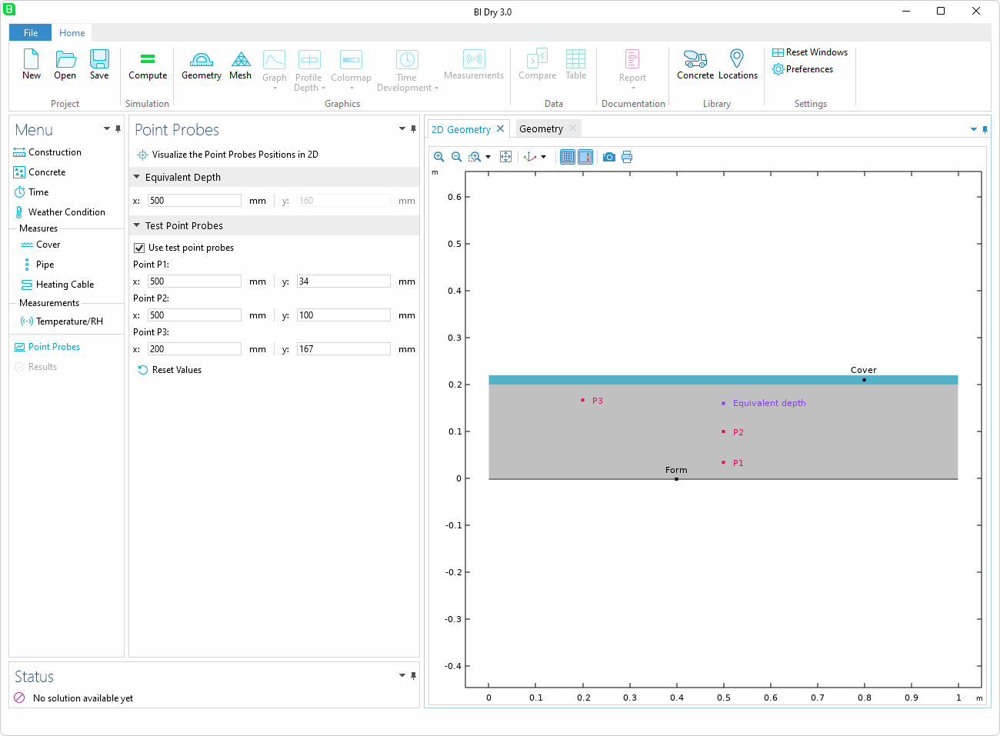 B
BI Dry 3.0
File
Home
New
Open
Save
Project
Compute
Simulation
Geometry
Mesh
Graph
Profile
Depth
Colormap
Time
Development
Measurements
Graphics
Compare
Table
Data
Report
Documentation
Concrete
Locations
Library
Reset Windows
Preferences
Settings
Menu
Construction
Concrete
Time
Weather Condition
Measures
Cover
Pipe
Heating Cable
Measurements
Temperature/RH
Point Probes
Results
Point Probes
Visualize the Point Probes Positions in 2D
Equivalent Depth
x: 500 mm y: 160 mm
Test Point Probes
Use test point probes
Point P1:
x: 500 mm y: 34 mm
Point P2:
x: 500 mm y: 100 mm
Point P3:
x: 200 mm y: 167 mm
Reset Values
2D Geometry
Geometry
m
0.6
0.5
0.4
0.3
0.2
0.1
0
-0.1
-0.2
-0.3
-0.4
Cover
P3
Equivalent depth
P2
P1
Form
0 0.1 0.2 0.3 0.4 0.5 0.6 0.7 0.8 0.9 1 m
Status
No solution available yet